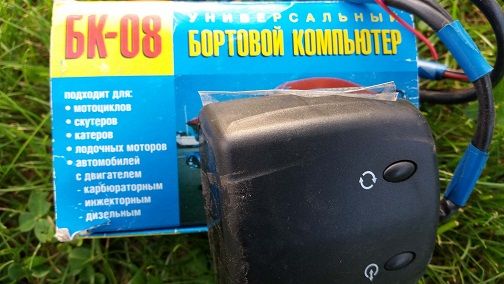 БК-08
УНИВЕРСАЛЬНЫЙ
БОРТОВОЙ КОМПЬЮТЕР
подходит для:
• мотоциклов
• скутеров
• катеров
• лодочных моторов
• автомобилей
с двигателем
- карбюраторным
- инжекторным
дизельным